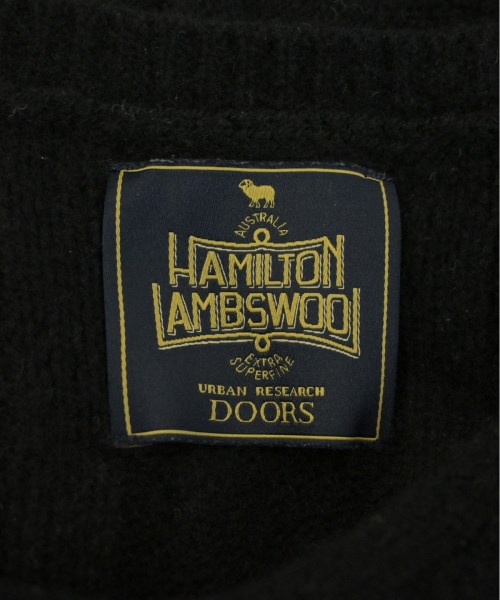 AUSTRALIA
HAMILTON
LAMBSWOOL
EXTRA
SUPERFINE
URBAN RESEARCH
DOORS